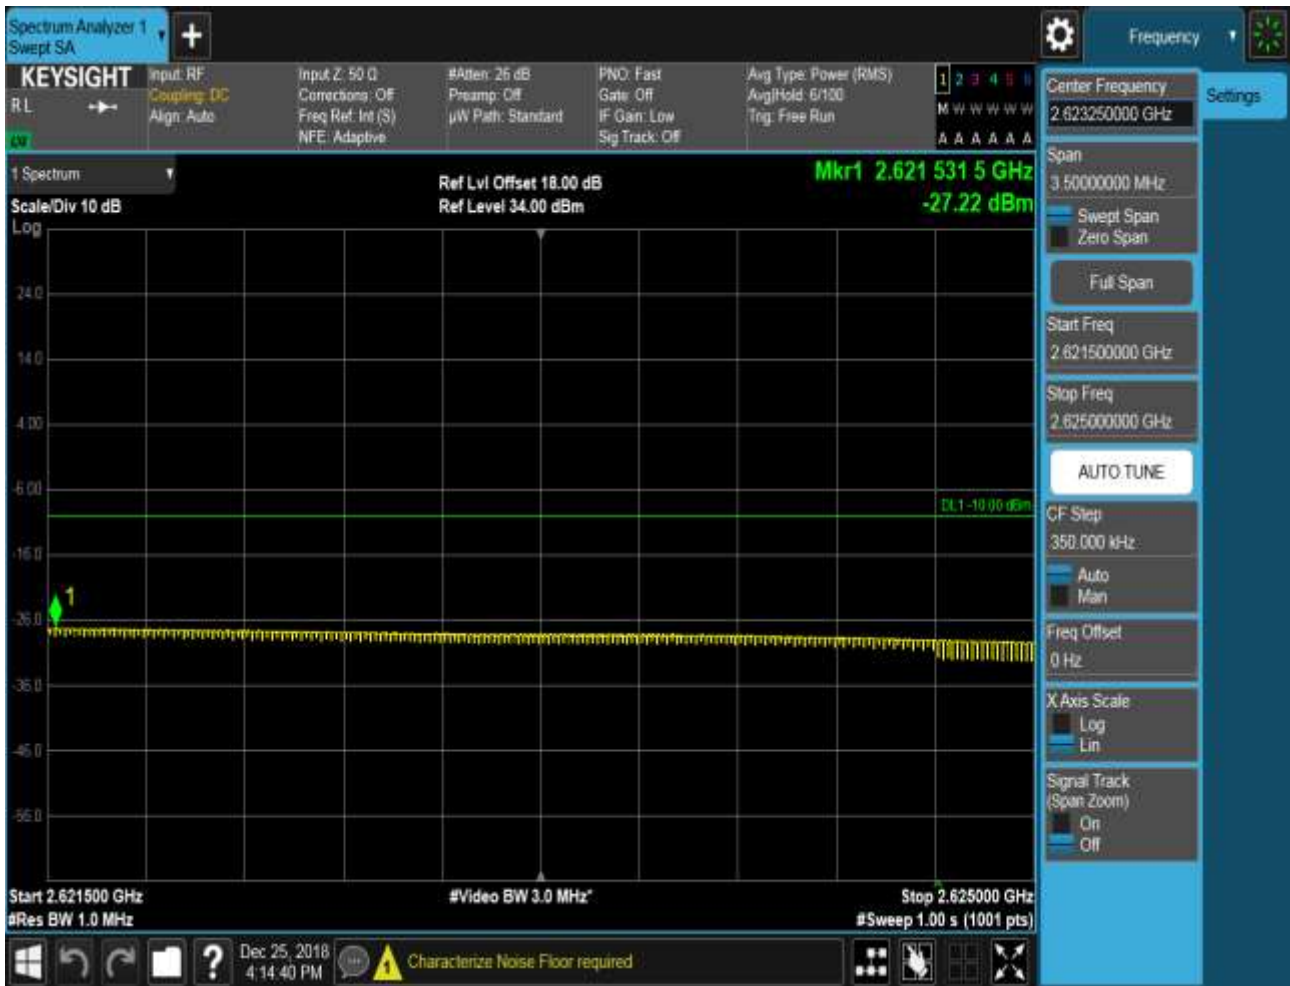 Spectrum Analyzer 1
Swept SA
Frequency
KEYSIGHT
RL
Input: RF
Coupling: DC
Align: Auto
Input Z: 50 Ω
Corrections: Off
Freq Ref: Int (S)
NFE: Adaptive
#Atten: 26 dB
Preamp: Off
µW Path: Standard
PNO: Fast
Gate: Off
IF Gain: Low
Sig Track: Off
Avg Type: Power (RMS)
Avg|Hold: 6/100
Trig: Free Run
1 2 3 4 5 6
M W W W W W
A A A A A A
1 Spectrum
Scale/Div 10 dB
Log
Ref Lvl Offset 18.00 dB
Ref Level 34.00 dBm
Mkr1 2.621 531 5 GHz
-27.22 dBm
24.0
14.0
4.00
-6.00
DL1 -10.00 dBm
-16.0
1
-26.0
-36.0
-46.0
-56.0
Start 2.621500 GHz
#Res BW 1.0 MHz
#Video BW 3.0 MHz*
Stop 2.625000 GHz
#Sweep 1.00 s (1001 pts)
Center Frequency
2.623250000 GHz
Settings
Span
3.50000000 MHz
Swept Span
Zero Span
Full Span
Start Freq
2.621500000 GHz
Stop Freq
2.625000000 GHz
AUTO TUNE
CF Step
350.000 kHz
Auto
Man
Freq Offset
0 Hz
X Axis Scale
Log
Lin
Signal Track
(Span Zoom)
On
Off
?
Dec 25, 2018
4:14:40 PM
1
Characterize Noise Floor required